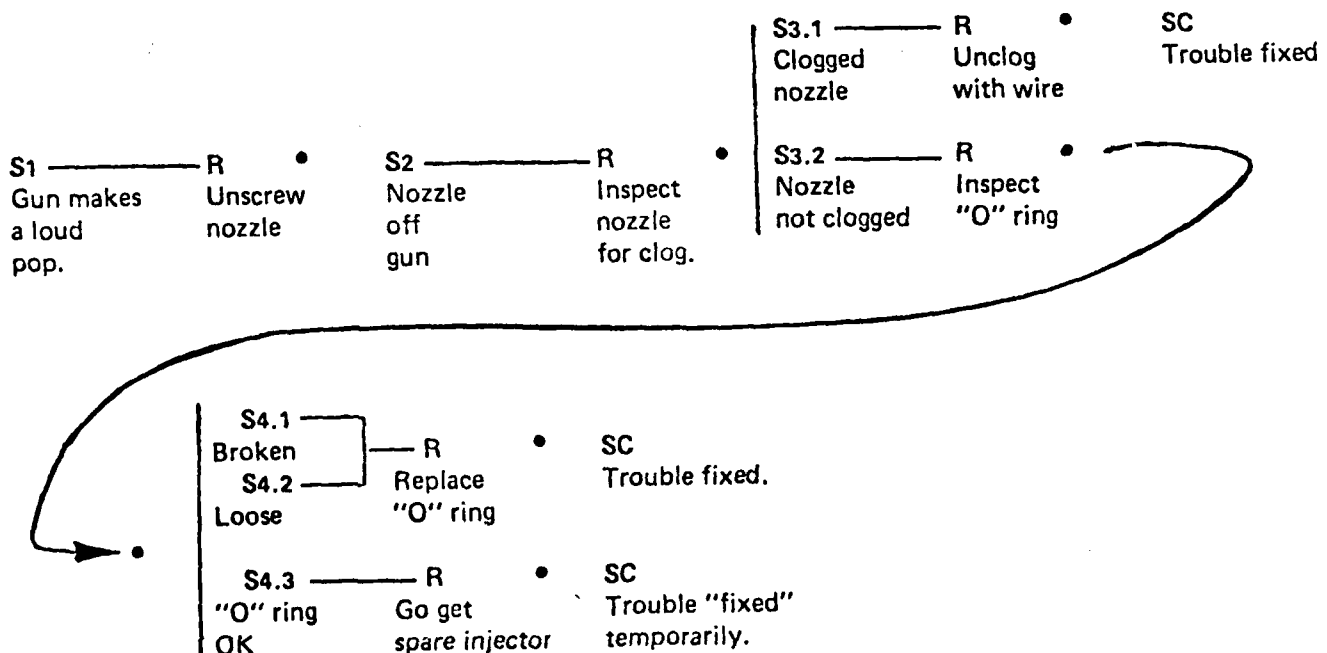 S3.1 R • SC
Clogged Unclog Trouble fixed
nozzle with wire
S1 R • S2 R • S3.2 R •
Gun makes Unscrew Nozzle Inspect Nozzle Inspect
a loud nozzle off nozzle not clogged "O" ring
pop. gun for clog.
S4.1
Broken R • SC
S4.2 Replace Trouble fixed.
Loose "O" ring
•
S4.3 R • SC
"O" ring Go get Trouble "fixed"
OK spare injector temporarily.